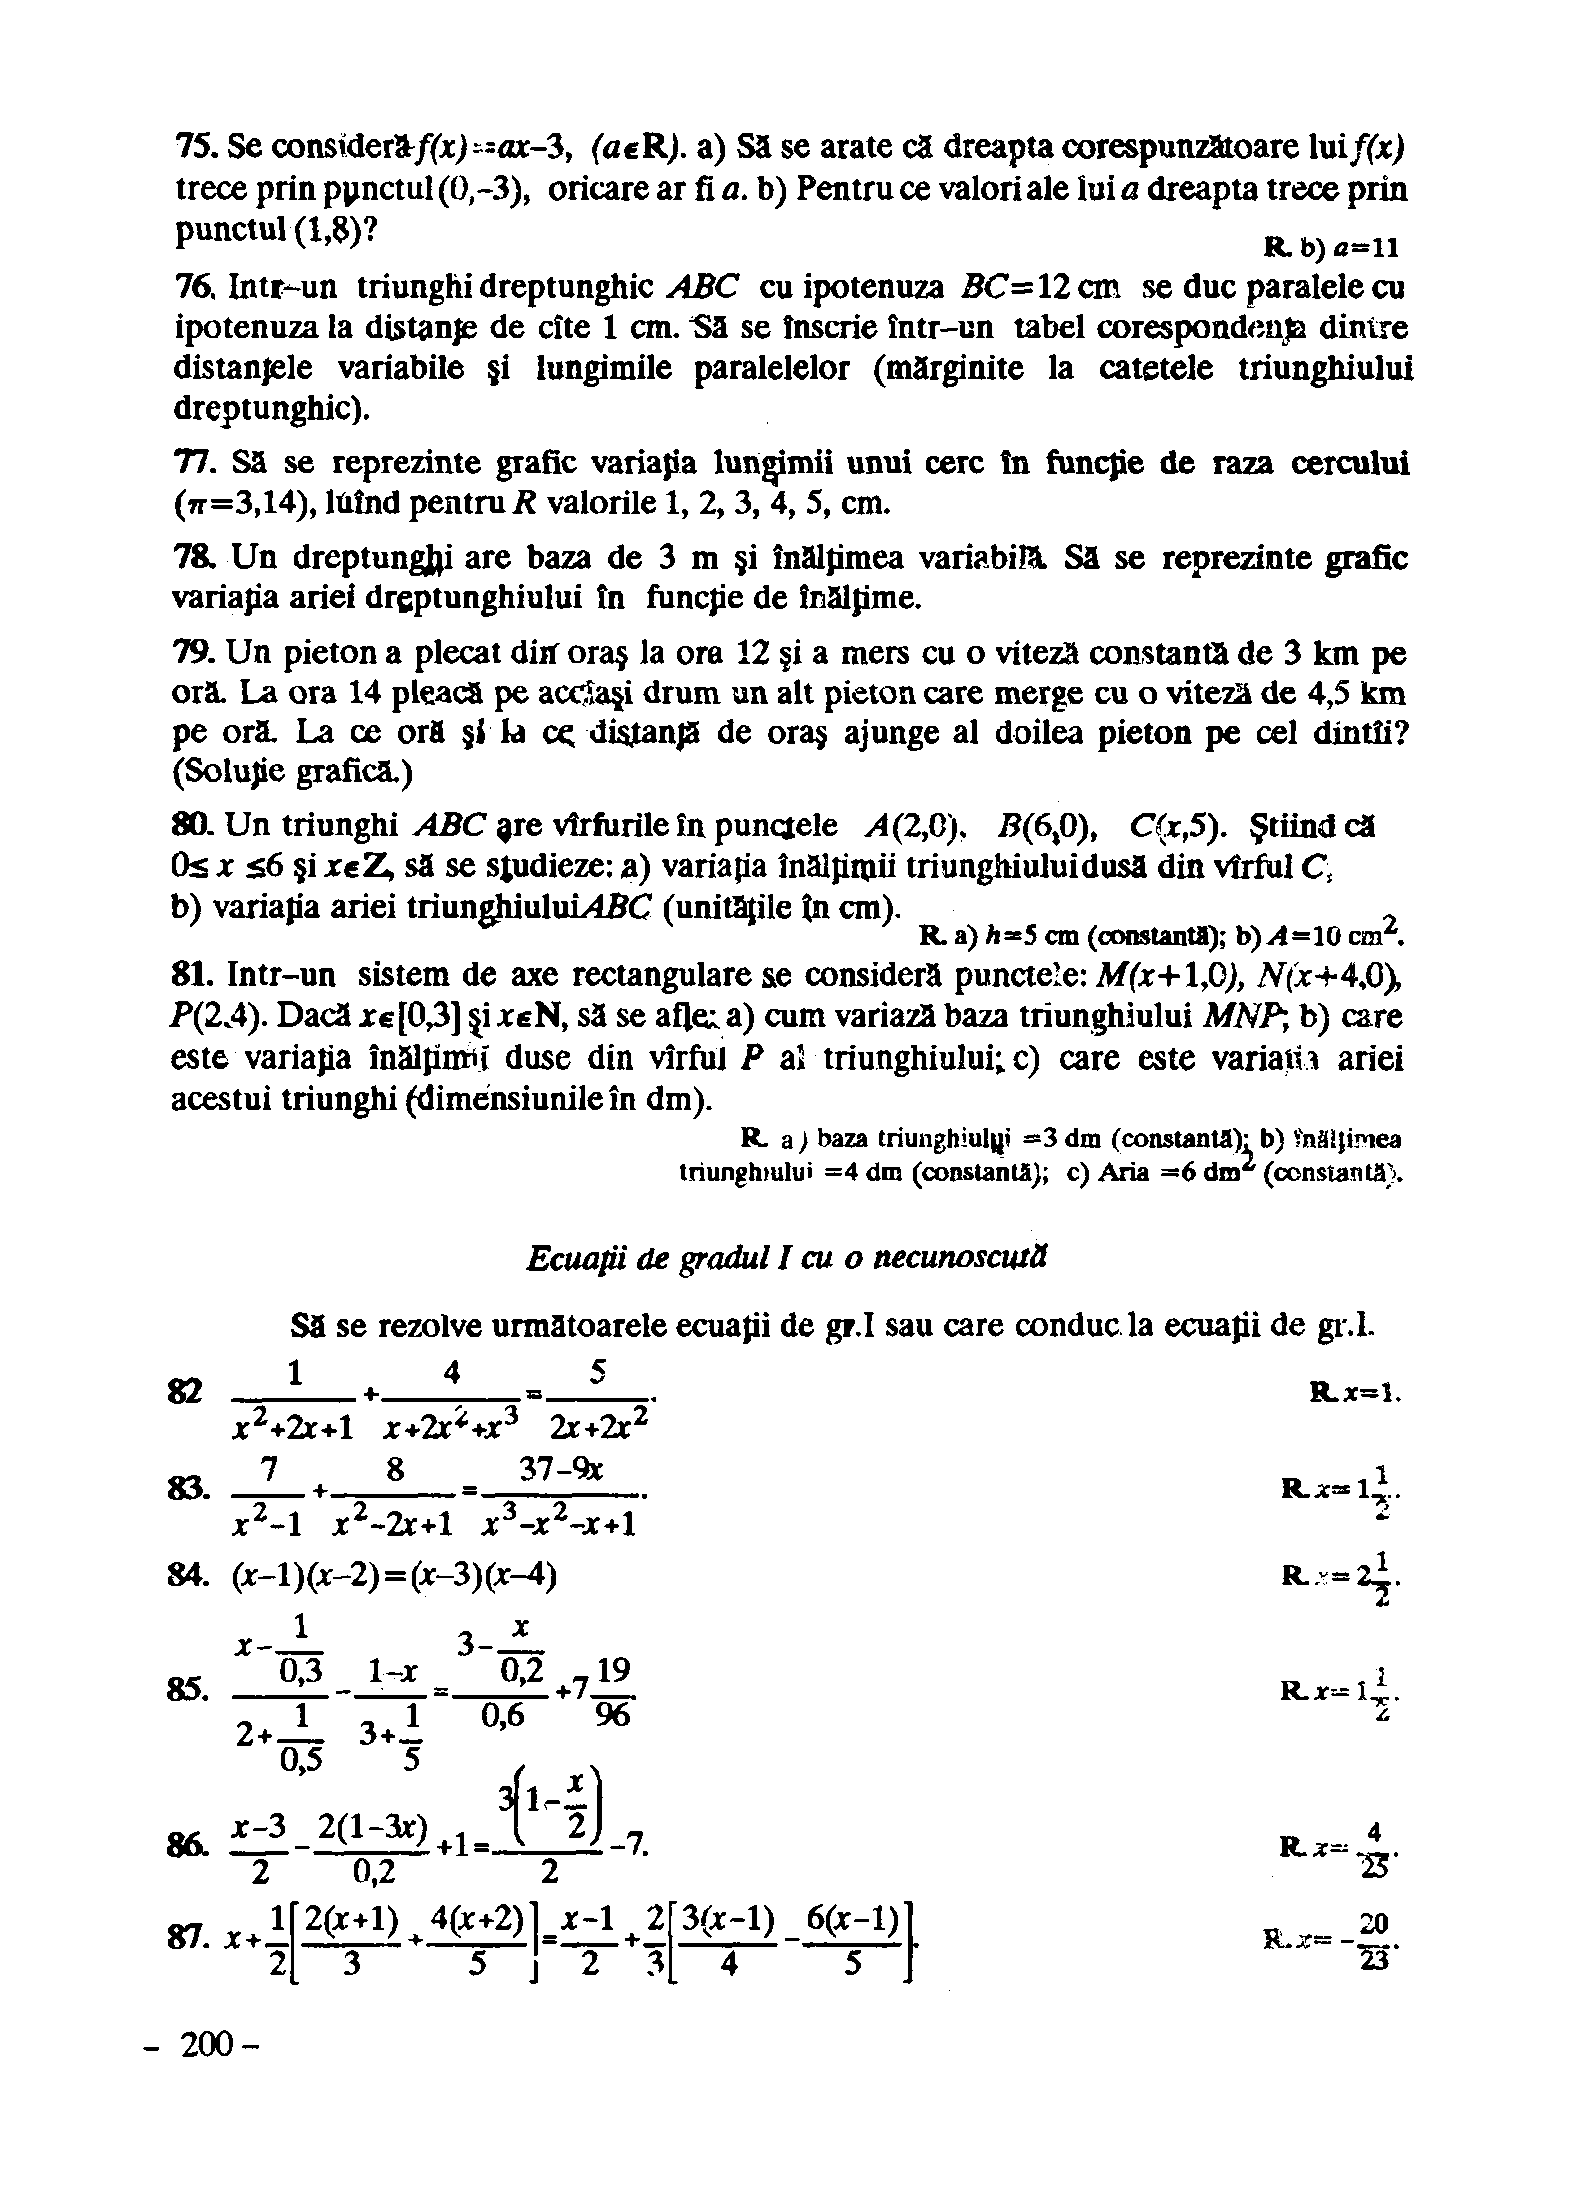 75. Se consideră f(x)=ax-3, (a∈R). a) Să se arate că dreapta corespunzătoare lui f(x)
trece prin punctul (0,-3), oricare ar fi a. b) Pentru ce valori ale lui a dreapta trece prin
punctul (1,8)?
R. b) a=11
76. Intr-un triunghi dreptunghic ABC cu ipotenuza BC=12 cm se duc paralele cu
ipotenuza la distanţe de cîte 1 cm. Să se înscrie într-un tabel corespondenţa dintre
distanţele variabile şi lungimile paralelelor (mărginite la catetele triunghiului
dreptunghic).
77. Să se reprezinte grafic variaţia lungimii unui cerc în funcţie de raza cercului
(π=3,14), luînd pentru R valorile 1, 2, 3, 4, 5, cm.
78. Un dreptunghi are baza de 3 m şi înălţimea variabilă. Să se reprezinte grafic
variaţia ariei dreptunghiului în funcţie de înălţime.
79. Un pieton a plecat din oraş la ora 12 şi a mers cu o viteză constantă de 3 km pe
oră. La ora 14 pleacă pe acelaşi drum un alt pieton care merge cu o viteză de 4,5 km
pe oră. La ce oră şi la ce distanţă de oraş ajunge al doilea pieton pe cel dintîi?
(Soluţie grafică.)
80. Un triunghi ABC are vîrfurile în punctele A(2,0), B(6,0), C(x,5). Ştiind că
0≤ x ≤6 şi x∈Z, să se studieze: a) variaţia înălţimii triunghiului dusă din vîrful C,
b) variaţia ariei triunghiului ABC (unităţile în cm).
R. a) h=5 cm (constantă); b) A=10 cm².
81. Intr-un sistem de axe rectangulare se consideră punctele: M(x+1,0), N(x+4,0),
P(2,4). Dacă x∈[0,3] şi x∈N, să se afle: a) cum variază baza triunghiului MNP; b) care
este variaţia înălţimii duse din vîrful P al triunghiului; c) care este variaţia ariei
acestui triunghi (dimensiunile în dm).
R. a) baza triunghiului =3 dm (constantă); b) înălţimea
triunghiului =4 dm (constantă); c) Aria =6 dm² (constantă).
Ecuaţii de gradul I cu o necunoscută
Să se rezolve următoarele ecuaţii de gr.I sau care conduc la ecuaţii de gr.I.
82 1/(x²+2x+1) + 4/(x+2x²+x³) = 5/(2x+2x²). R. x=1.
83. 7/(x²-1) + 8/(x²-2x+1) = (37-9x)/(x³-x²-x+1). R. x= 1 1/2.
84. (x-1)(x-2)=(x-3)(x-4) R. x= 2 1/2.
85. (x-1/0,3)/(2+1/0,5) - (1-x)/(3+1/5) = (3-x/0,2)/0,6 + 7 19/96. R. x= 1 1/2.
86. (x-3)/2 - 2(1-3x)/0,2 +1= 3(1-x/2)/2 -7. R. x= 4/25.
87. x+1/2[2(x+1)/3 + 4(x+2)/5] = (x-1)/2 + 2/3[3(x-1)/4 - 6(x-1)/5]. R. x= -20/23.
- 200 -